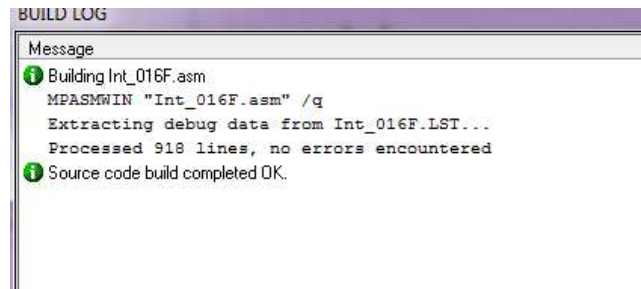 BUILD LOG
Message
Building Int_016F.asm
MPASMWIN "Int_016F.asm" /q
Extracting debug data from Int_016F.LST...
Processed 918 lines, no errors encountered
Source code build completed OK.